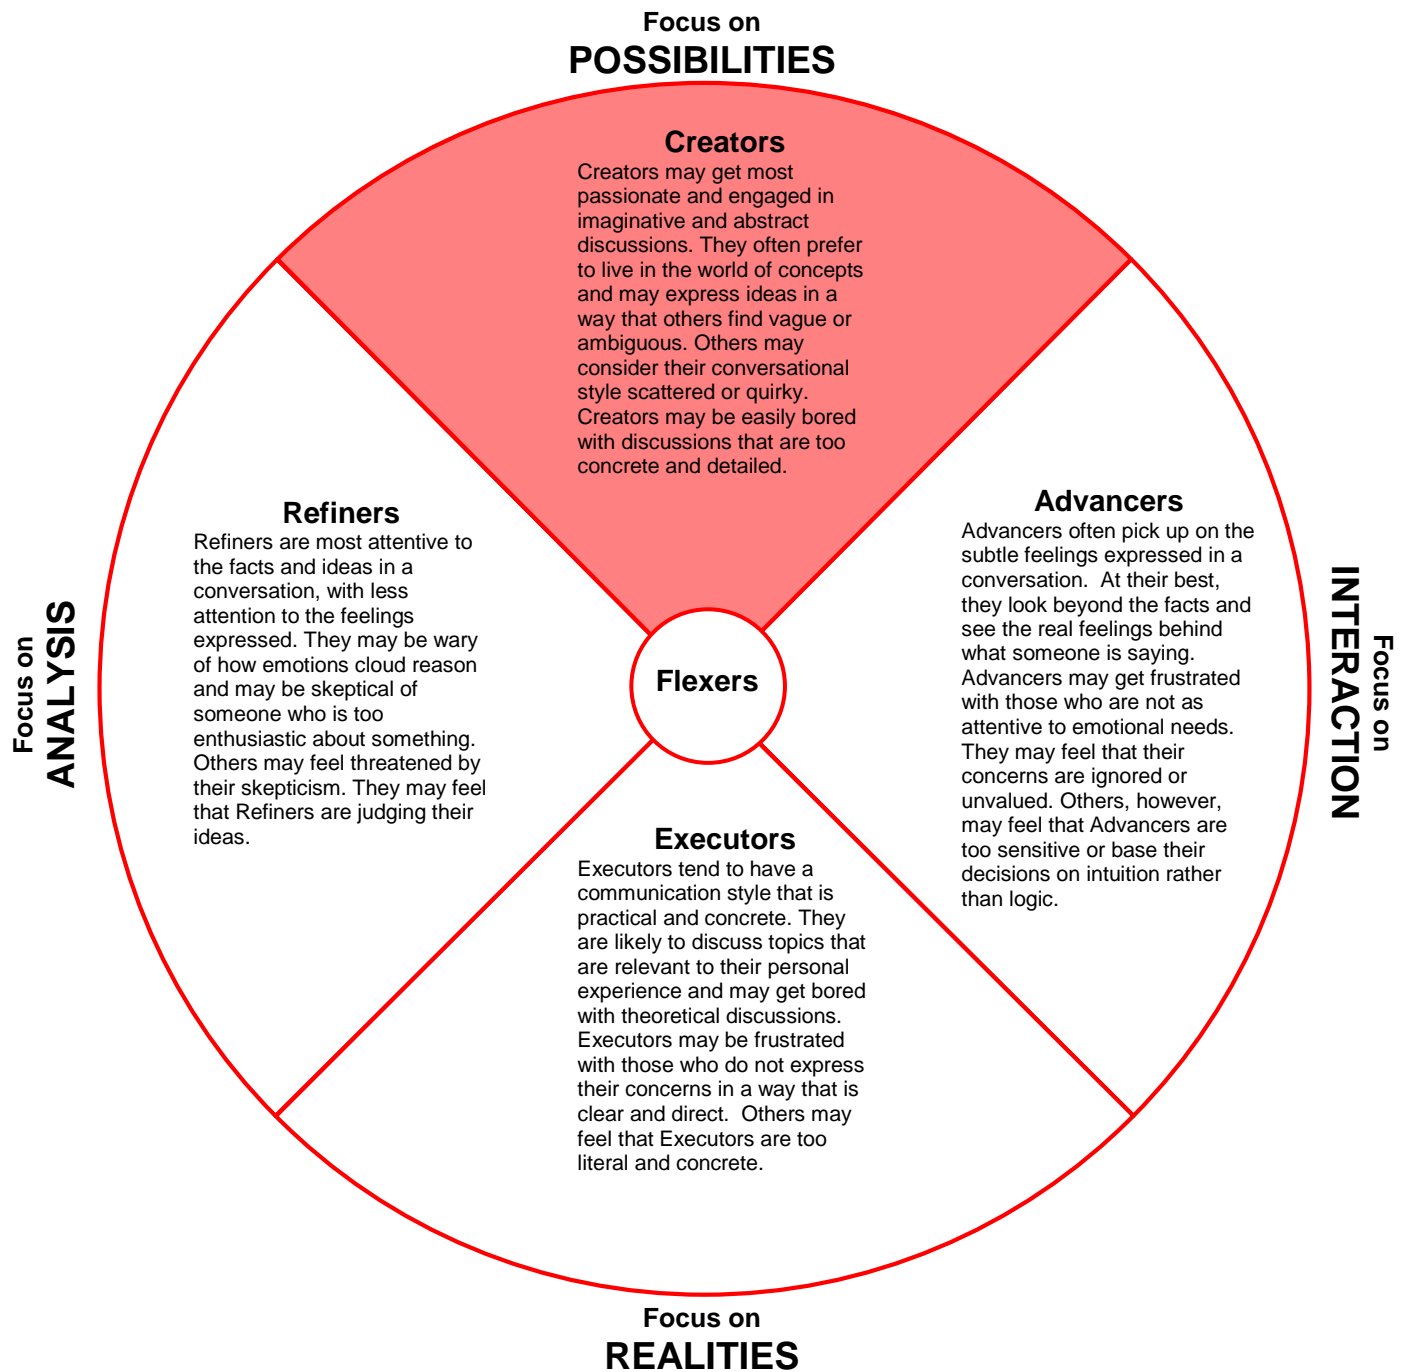 Focus on
POSSIBILITIES
Creators
Creators may get most
passionate and engaged in
imaginative and abstract
discussions. They often prefer
to live in the world of concepts
and may express ideas in a
way that others find vague or
ambiguous. Others may
consider their conversational
style scattered or quirky.
Creators may be easily bored
with discussions that are too
concrete and detailed.
Focus on
ANALYSIS
Refiners
Refiners are most attentive to
the facts and ideas in a
conversation, with less
attention to the feelings
expressed. They may be wary
of how emotions cloud reason
and may be skeptical of
someone who is too
enthusiastic about something.
Others may feel threatened by
their skepticism. They may feel
that Refiners are judging their
ideas.
Flexers
Advancers
Advancers often pick up on the
subtle feelings expressed in a
conversation.  At their best,
they look beyond the facts and
see the real feelings behind
what someone is saying.
Advancers may get frustrated
with those who are not as
attentive to emotional needs.
They may feel that their
concerns are ignored or
unvalued. Others, however,
may feel that Advancers are
too sensitive or base their
decisions on intuition rather
than logic.
Focus on
INTERACTION
Executors
Executors tend to have a
communication style that is
practical and concrete. They
are likely to discuss topics that
are relevant to their personal
experience and may get bored
with theoretical discussions.
Executors may be frustrated
with those who do not express
their concerns in a way that is
clear and direct.  Others may
feel that Executors are too
literal and concrete.
Focus on
REALITIES